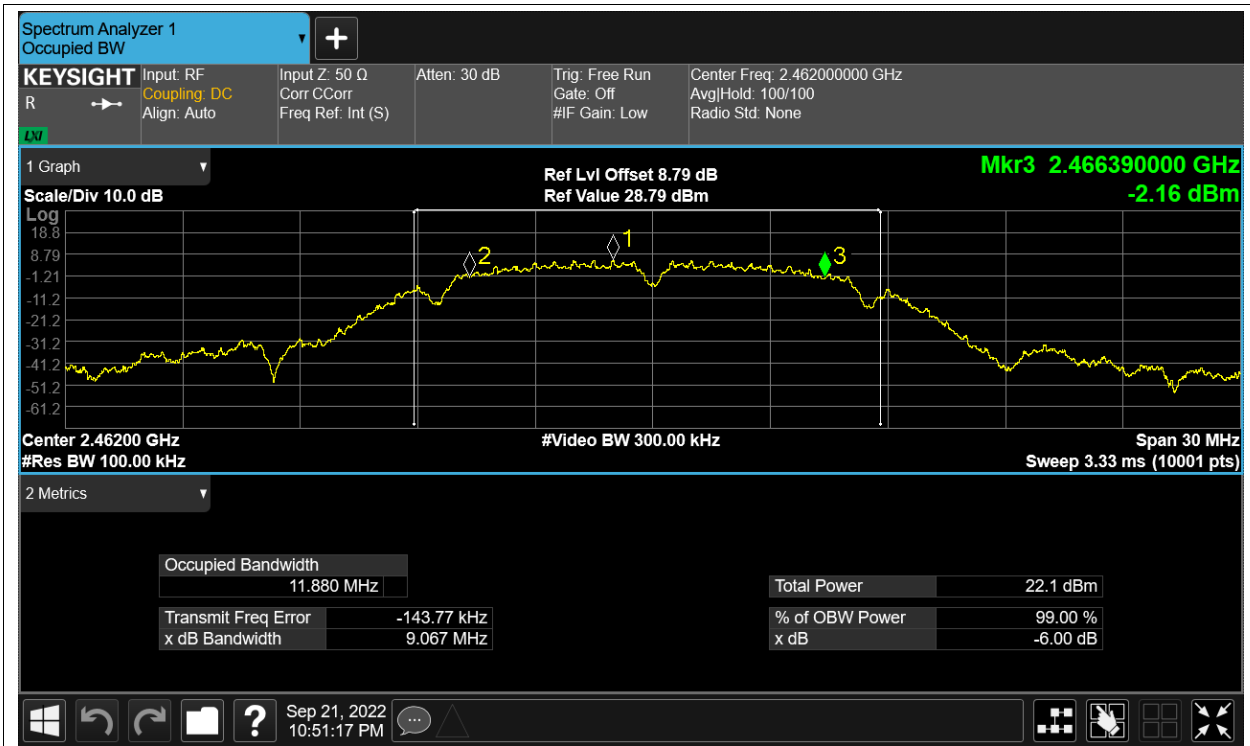 Spectrum Analyzer 1
Occupied BW
KEYSIGHT
R
LXI
Input: RF
Coupling: DC
Align: Auto
Input Z: 50 Ω
Corr CCorr
Freq Ref: Int (S)
Atten: 30 dB
Trig: Free Run
Gate: Off
#IF Gain: Low
Center Freq: 2.462000000 GHz
Avg|Hold: 100/100
Radio Std: None
1 Graph
Scale/Div 10.0 dB
Ref Lvl Offset 8.79 dB
Ref Value 28.79 dBm
Mkr3 2.466390000 GHz
-2.16 dBm
Log
18.8
8.79
-1.21
-11.2
-21.2
-31.2
-41.2
-51.2
-61.2
2
1
3
Center 2.46200 GHz
#Res BW 100.00 kHz
#Video BW 300.00 kHz
Span 30 MHz
Sweep 3.33 ms (10001 pts)
2 Metrics
Occupied Bandwidth
11.880 MHz
Transmit Freq Error -143.77 kHz
x dB Bandwidth 9.067 MHz
Total Power 22.1 dBm
% of OBW Power 99.00 %
x dB -6.00 dB
?
Sep 21, 2022
10:51:17 PM